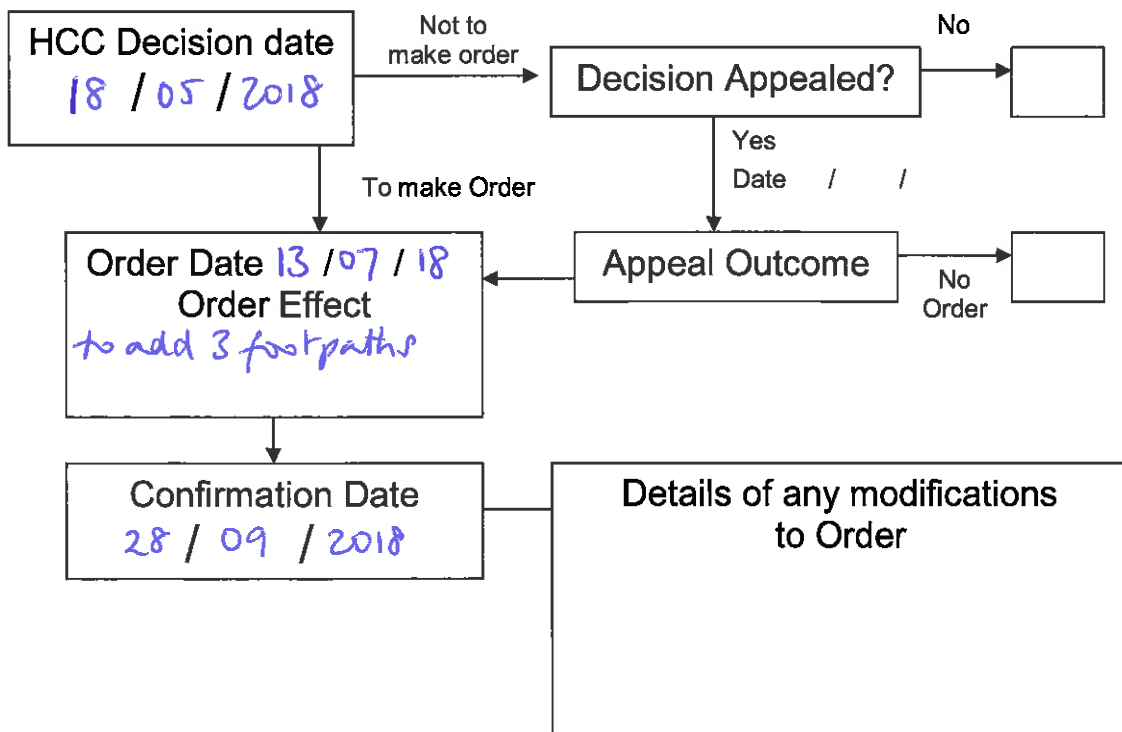 HCC Decision date
18 / 05 / 2018
Not to
make order
Decision Appealed?
No
Yes
Date / /
To make Order
Order Date 13 / 07 / 18
Order Effect
to add 3 footpaths
Appeal Outcome
No
Order
Confirmation Date
28 / 09 / 2018
Details of any modifications
to Order